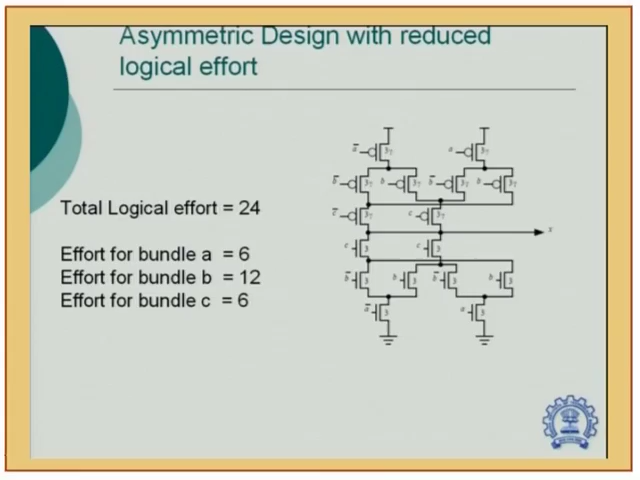 Asymmetric Design with reduced
logical effort
Total Logical effort = 24
Effort for bundle a = 6
Effort for bundle b = 12
Effort for bundle c = 6
a
b b b b
c c
x
c c
b b b b
a a